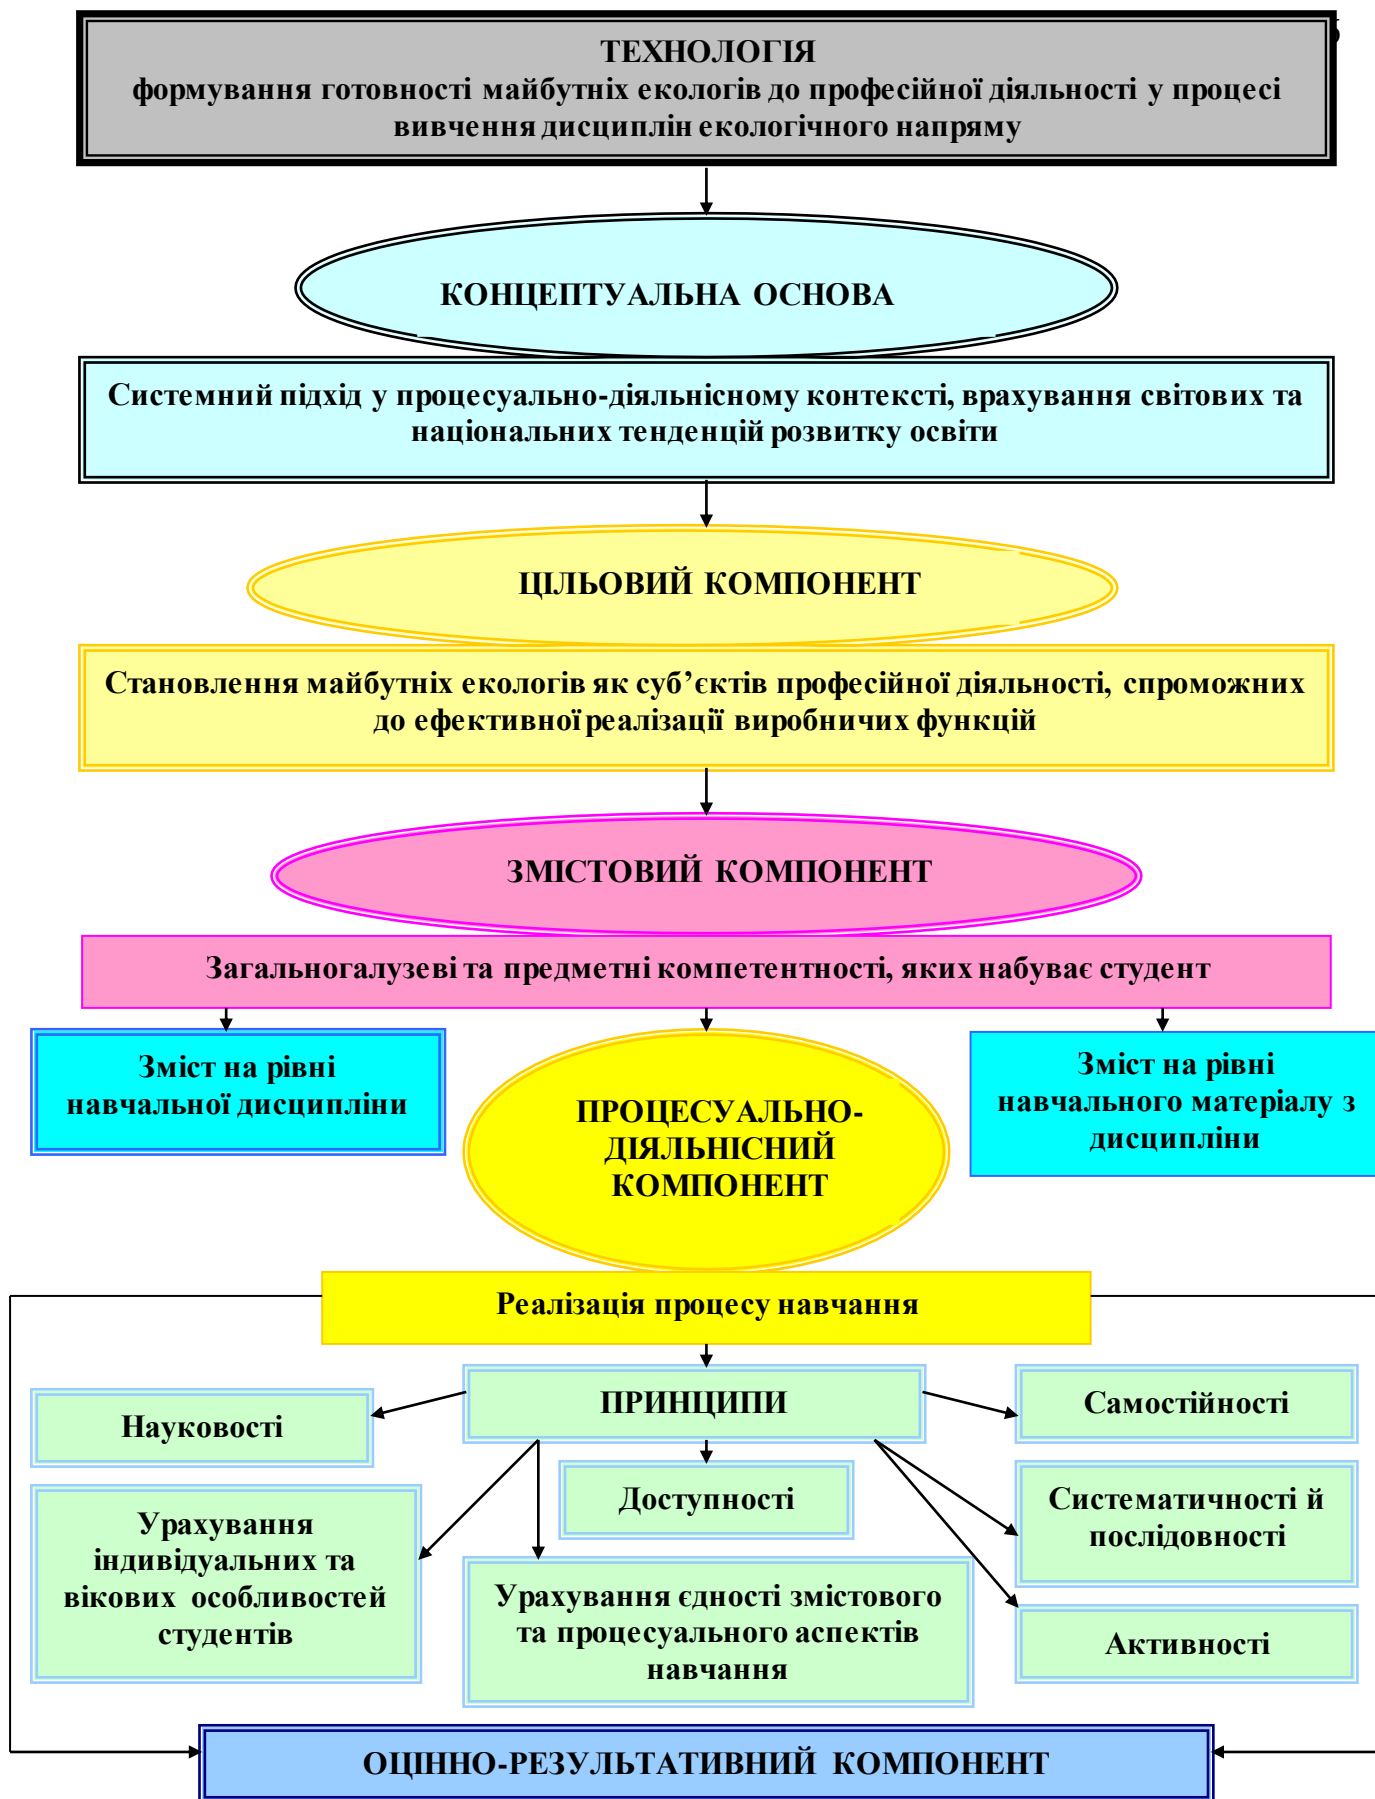 ТЕХНОЛОГІЯ
формування готовності майбутніх екологів до професійної діяльності у процесі
вивчення дисциплін екологічного напряму
КОНЦЕПТУАЛЬНА ОСНОВА
Системний підхід у процесуально-діяльнісному контексті, врахування світових та
національних тенденцій розвитку освіти
ЦІЛЬОВИЙ КОМПОНЕНТ
Становлення майбутніх екологів як суб’єктів професійної діяльності, спроможних
до ефективної реалізації виробничих функцій
ЗМІСТОВИЙ КОМПОНЕНТ
Загальногалузеві та предметні компетентності, яких набуває студент
Зміст на рівні
навчальної дисципліни
ПРОЦЕСУАЛЬНО-
ДІЯЛЬНІСНИЙ
КОМПОНЕНТ
Зміст на рівні
навчального матеріалу з
дисципліни
Реалізація процесу навчання
ПРИНЦИПИ
Науковості
Самостійності
Урахування
індивідуальних та
вікових особливостей
студентів
Доступності
Систематичності й
послідовності
Урахування єдності змістового
та процесуального аспектів
навчання
Активності
ОЦІННО-РЕЗУЛЬТАТИВНИЙ КОМПОНЕНТ